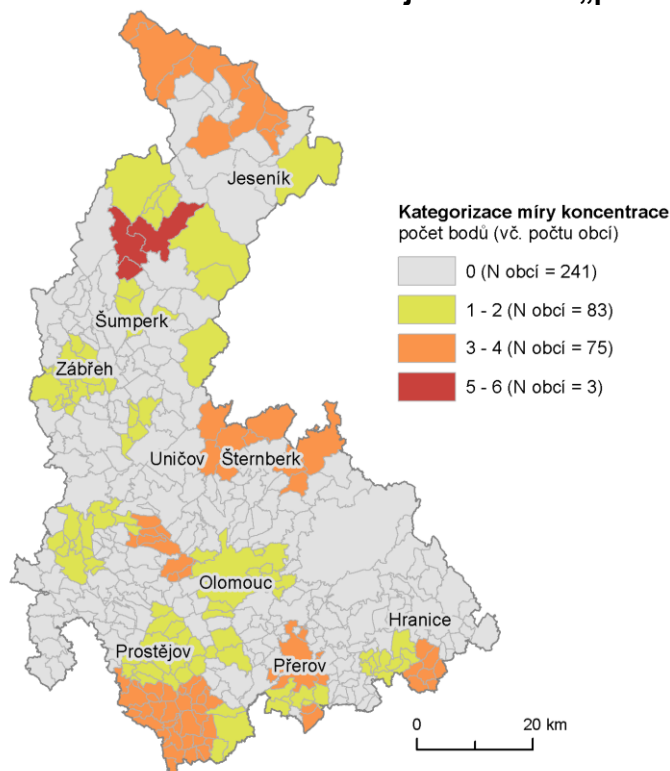 Jeseník
Kategorizace míry koncentrace
počet bodů (vč. počtu obcí)
0 (N obcí = 241)
1 - 2 (N obcí = 83)
3 - 4 (N obcí = 75)
5 - 6 (N obcí = 3)
Šumperk
Zábřeh
Uničov
Šternberk
Olomouc
Hranice
Prostějov
Přerov
0
20 km